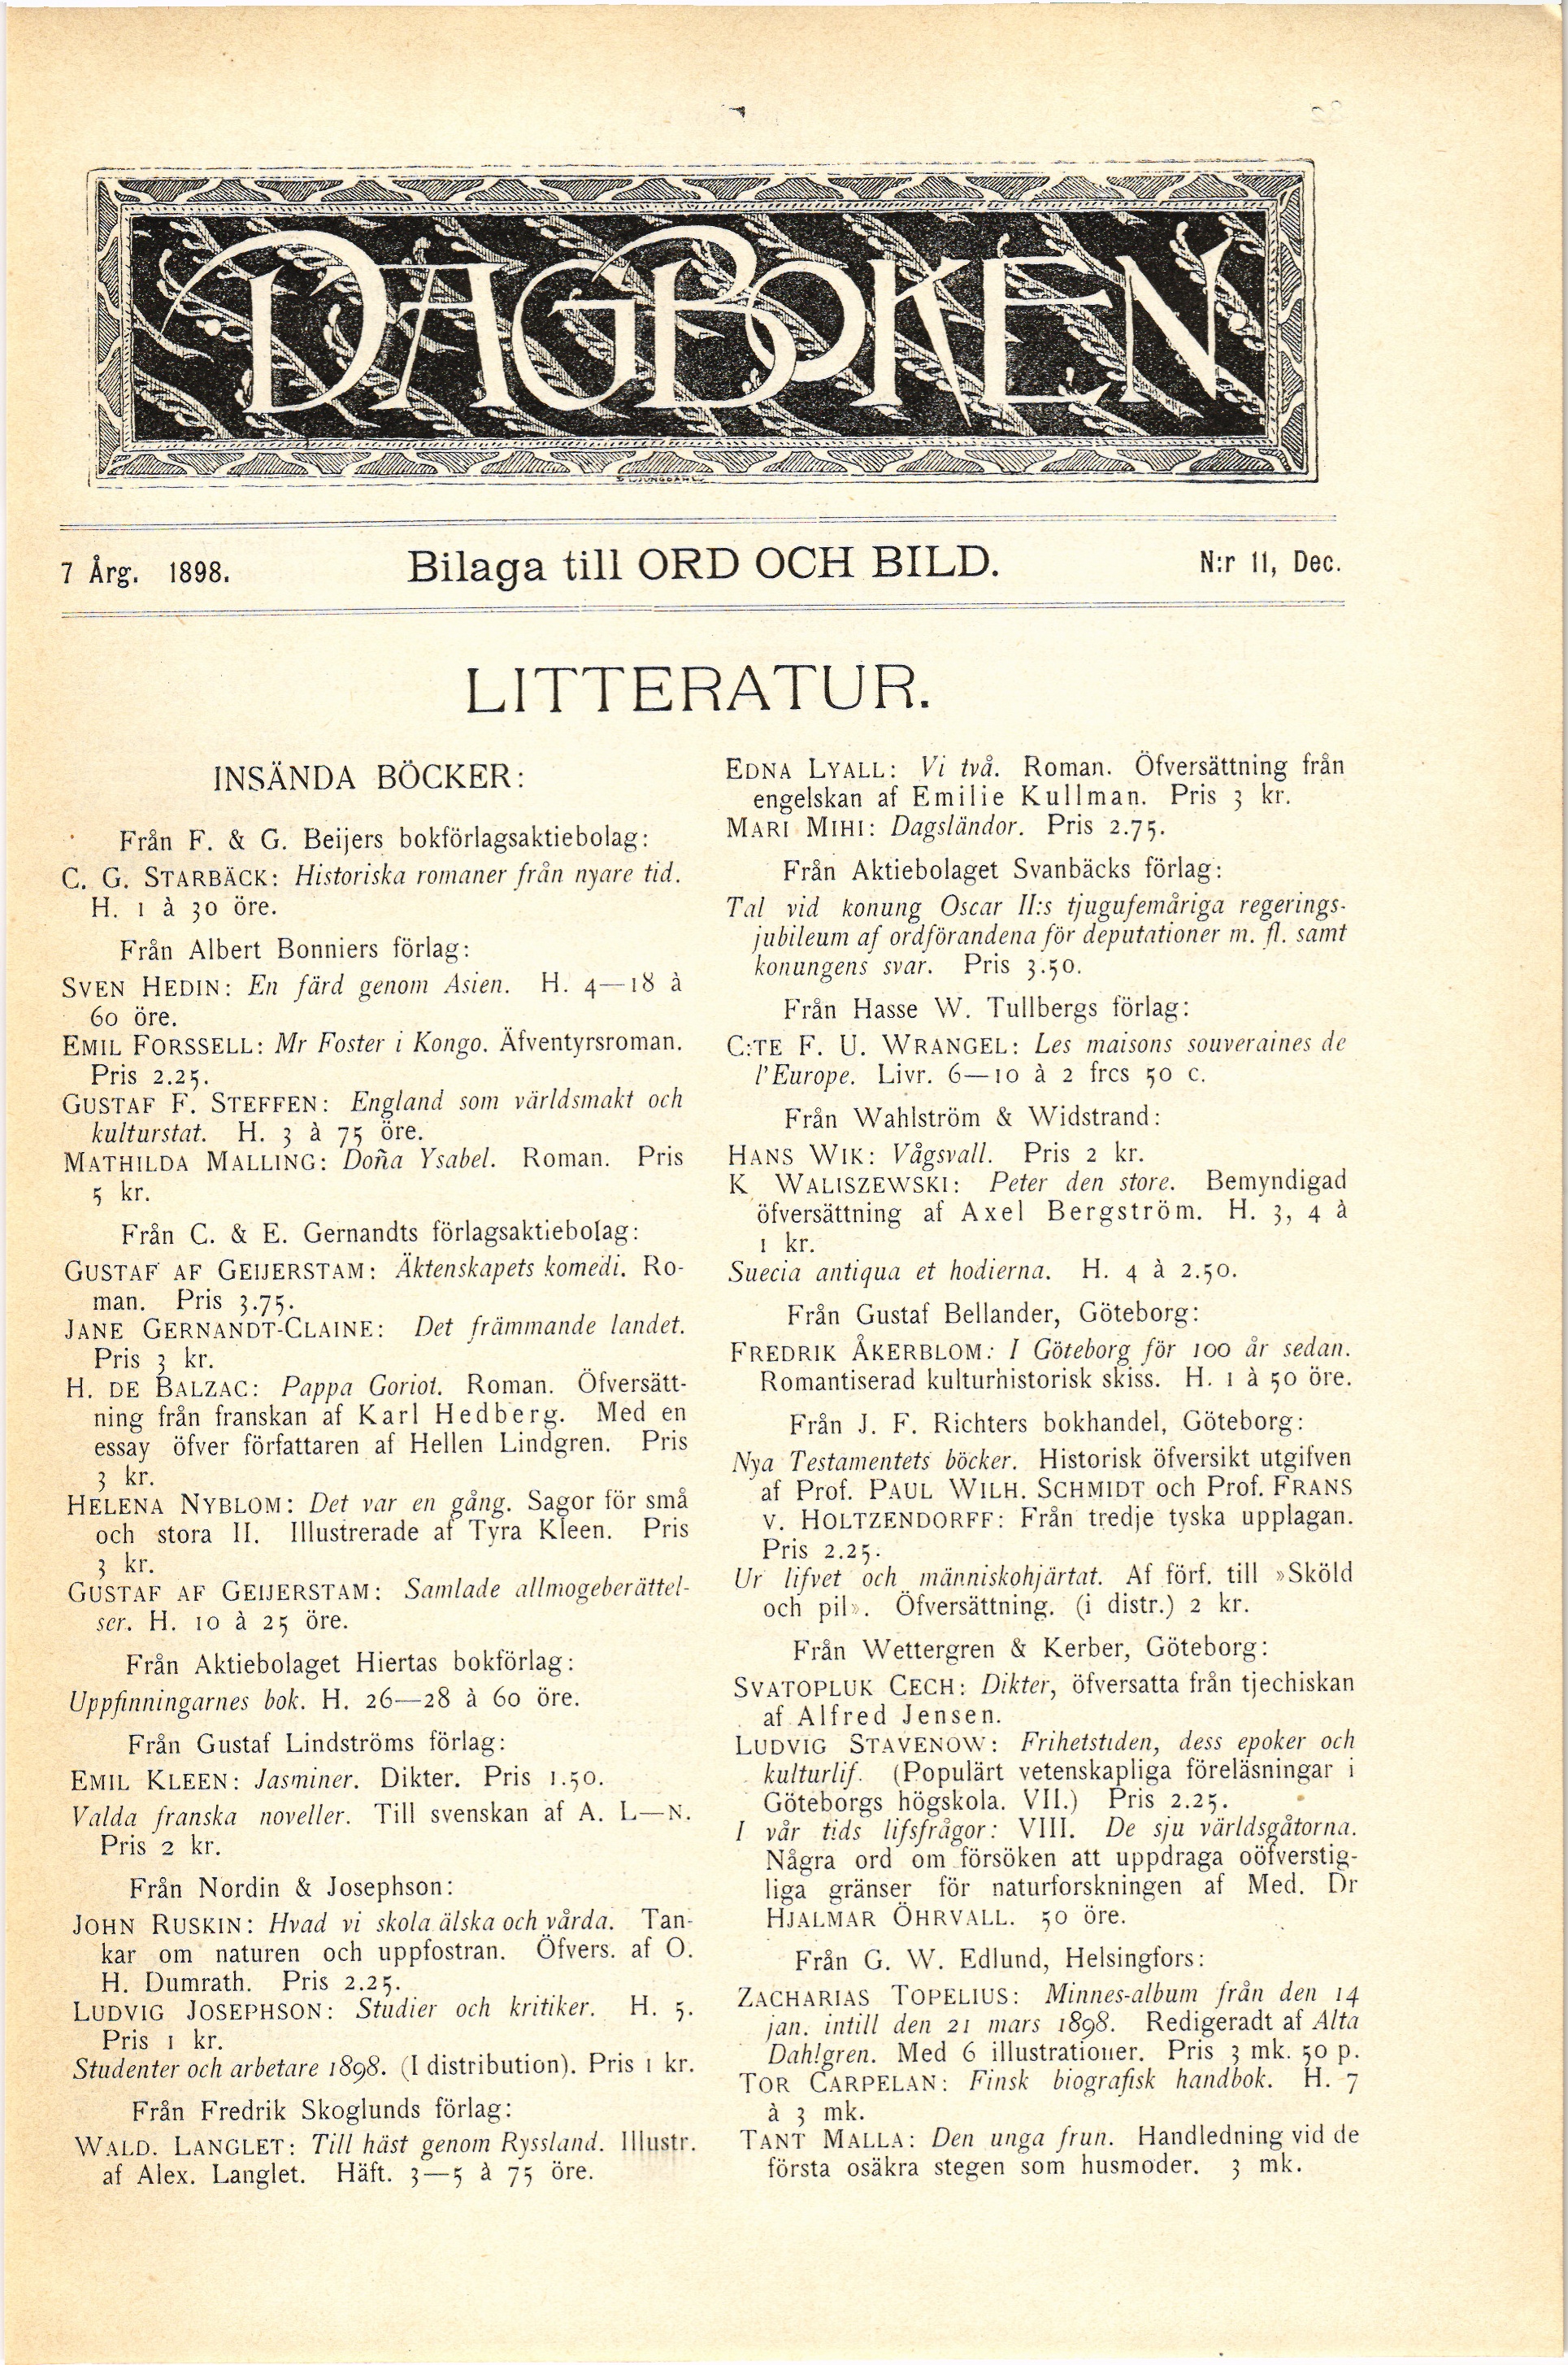 DAGBOKEN
7 Årg. 1898.
Bilaga till ORD OCH BILD.
N:r 11, Dec.
LITTERATUR.
INSÄNDA BÖCKER:
Från F. & G. Beijers bokförlagsaktiebolag:
C. G. STARBÄCK: Historiska romaner från nyare tid.
H. 1 à 30 öre.
Från Albert Bonniers förlag:
SVEN HEDIN: En färd genom Asien. H. 4—18 à
60 öre.
EMIL FORSSELL: Mr Foster i Kongo. Äfventyrsroman.
Pris 2.25.
GUSTAF F. STEFFEN: England som världsmakt och
kulturstat. H. 3 à 75 öre.
MATHILDA MALLING: Doña Ysabel. Roman. Pris
5 kr.
Från C. & E. Gernandts förlagsaktiebolag:
GUSTAF AF GEIJERSTAM: Äktenskapets komedi. Ro-
man. Pris 3.75.
JANE GERNANDT-CLAINE: Det främmande landet.
Pris 3 kr.
H. DE BALZAC: Pappa Goriot. Roman. Öfversätt-
ning från franskan af Karl Hedberg. Med en
essay öfver författaren af Hellen Lindgren. Pris
3 kr.
HELENA NYBLOM: Det var en gång. Sagor för små
och stora II. Illustrerade af Tyra Kleen. Pris
3 kr.
GUSTAF AF GEIJERSTAM: Samlade allmogeberättel-
ser. H. 10 à 25 öre.
Från Aktiebolaget Hiertas bokförlag:
Uppfinningarnes bok. H. 26—28 à 60 öre.
Från Gustaf Lindströms förlag:
EMIL KLEEN: Jasminer. Dikter. Pris 1.50.
Valda franska noveller. Till svenskan af A. L—N.
Pris 2 kr.
Från Nordin & Josephson:
JOHN RUSKIN: Hvad vi skola älska och vårda. Tan-
kar om naturen och uppfostran. Öfvers. af O.
H. Dumrath. Pris 2.25.
LUDVIG JOSEPHSON: Studier och kritiker. H. 5.
Pris 1 kr.
Studenter och arbetare 1898. (I distribution). Pris 1 kr.
Från Fredrik Skoglunds förlag:
WALD. LANGLET: Till häst genom Ryssland. Illustr.
af Alex. Langlet. Häft. 3—5 à 75 öre.
EDNA LYALL: Vi två. Roman. Öfversättning från
engelskan af Emilie Kullman. Pris 3 kr.
MARI MIHI: Dagsländor. Pris 2.75.
Från Aktiebolaget Svanbäcks förlag:
Tal vid konung Oscar II:s tjugufemåriga regerings-
jubileum af ordförandena för deputationer m. fl. samt
konungens svar. Pris 3.50.
Från Hasse W. Tullbergs förlag:
C:TE F. U. WRANGEL: Les maisons souveraines de
l'Europe. Livr. 6—10 à 2 frcs 50 c.
Från Wahlström & Widstrand:
HANS WIK: Vågsvall. Pris 2 kr.
K WALISZEWSKI: Peter den store. Bemyndigad
öfversättning af Axel Bergström. H. 3, 4 à
1 kr.
Suecia antiqua et hodierna. H. 4 à 2.50.
Från Gustaf Bellander, Göteborg:
FREDRIK ÅKERBLOM: I Göteborg för 100 år sedan.
Romantiserad kulturhistorisk skiss. H. 1 à 50 öre.
Från J. F. Richters bokhandel, Göteborg:
Nya Testamentets böcker. Historisk öfversikt utgifven
af Prof. PAUL WILH. SCHMIDT och Prof. FRANS
V. HOLTZENDORFF: Från tredje tyska upplagan.
Pris 2.25.
Ur lifvet och människohjärtat. Af förf. till »Sköld
och pil». Öfversättning. (i distr.) 2 kr.
Från Wettergren & Kerber, Göteborg:
SVATOPLUK CECH: Dikter, öfversatta från tjechiskan
af Alfred Jensen.
LUDVIG STAVENOW: Frihetstiden, dess epoker och
kulturlif. (Populärt vetenskapliga föreläsningar i
Göteborgs högskola. VII.) Pris 2.25.
I vår tids lifsfrågor: VIII. De sju världsgåtorna.
Några ord om försöken att uppdraga oöfverstig-
liga gränser för naturforskningen af Med. Dr
HJALMAR ÖHRVALL. 50 öre.
Från G. W. Edlund, Helsingfors:
ZACHARIAS TOPELIUS: Minnes-album från den 14
jan. intill den 21 mars 1898. Redigeradt af Alta
Dahlgren. Med 6 illustrationer. Pris 3 mk. 50 p.
TOR CARPELAN: Finsk biografisk handbok. H. 7
à 3 mk.
TANT MALLA: Den unga frun. Handledning vid de
första osäkra stegen som husmoder. 3 mk.